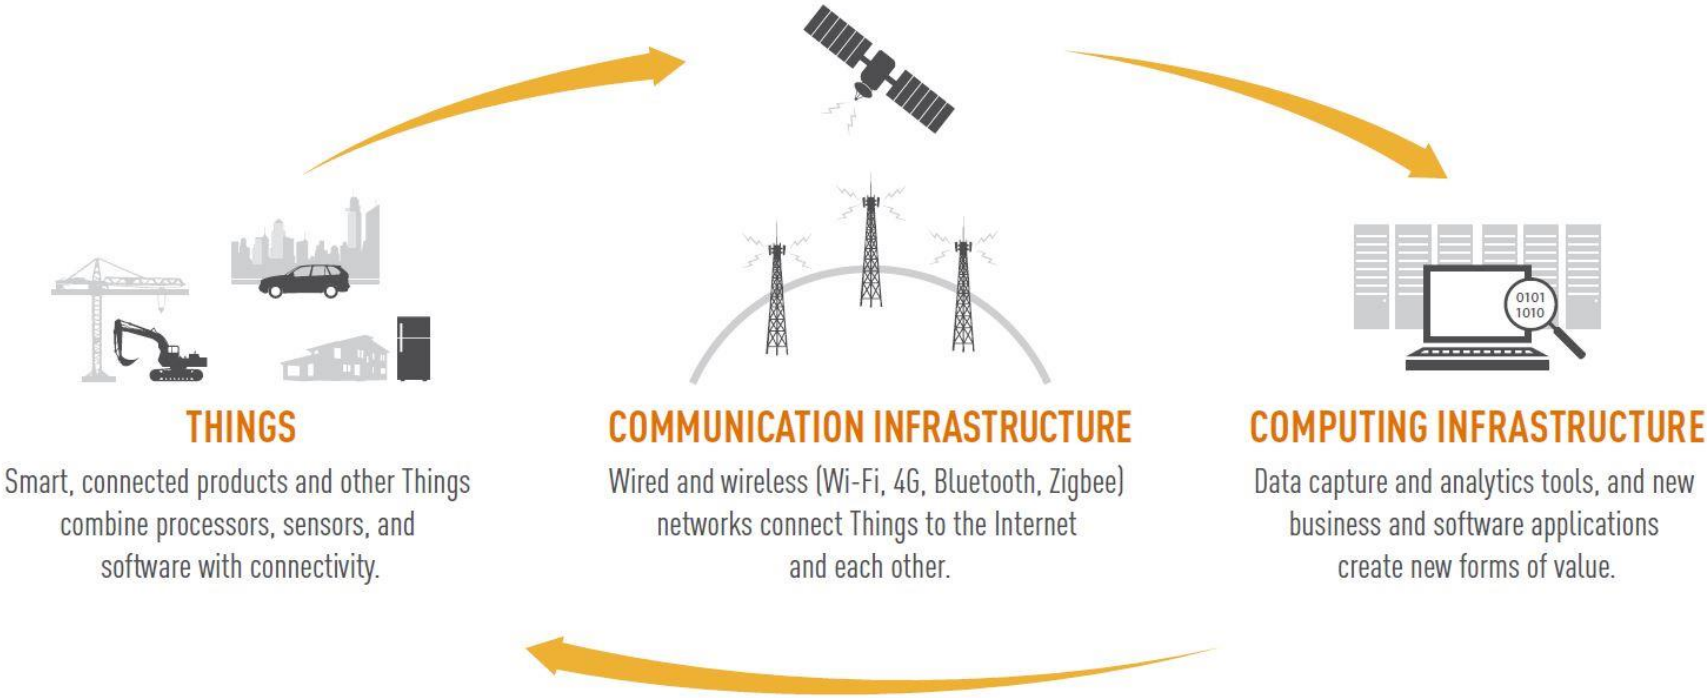 0101
1010
THINGS
Smart, connected products and other Things
combine processors, sensors, and
software with connectivity.
COMMUNICATION INFRASTRUCTURE
Wired and wireless (Wi-Fi, 4G, Bluetooth, Zigbee)
networks connect Things to the Internet
and each other.
COMPUTING INFRASTRUCTURE
Data capture and analytics tools, and new
business and software applications
create new forms of value.